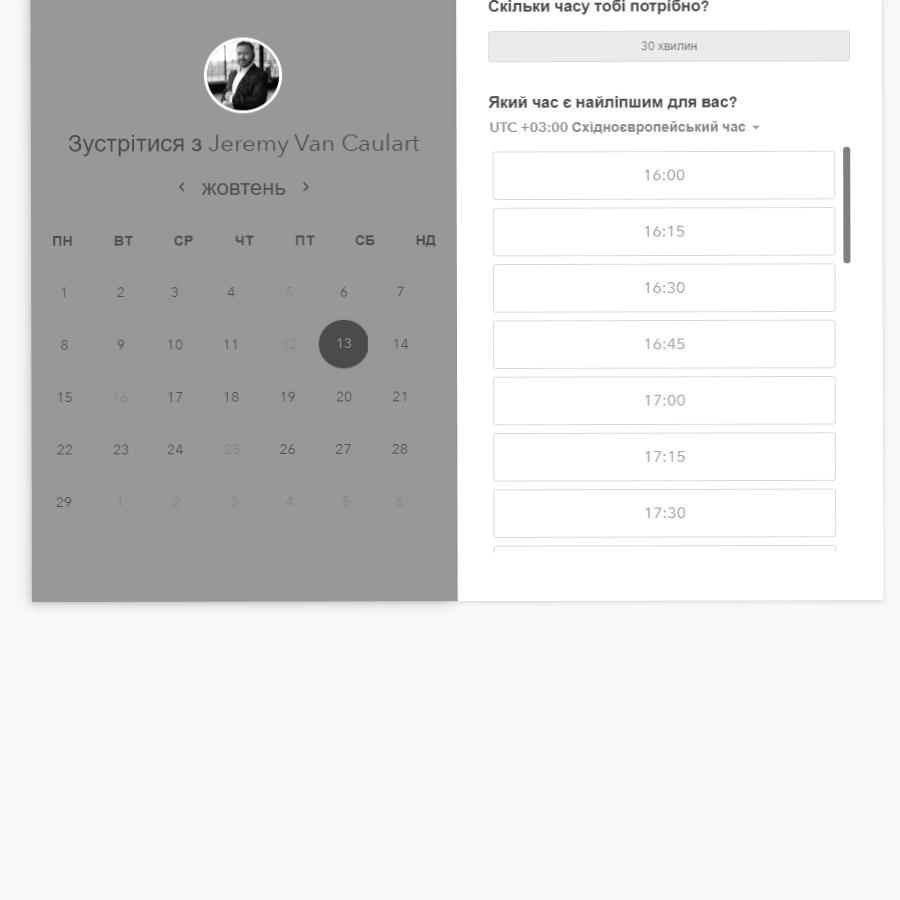 Зустрітися з Jeremy Van Caulart
жовтень
ПН ВТ СР ЧТ ПТ СБ НД
1 2 3 4 5 6 7
8 9 10 11 12 13 14
15 16 17 18 19 20 21
22 23 24 25 26 27 28
29 1 2 3 4 5 6
Скільки часу тобі потрібно?
30 хвилин
Який час є найліпшим для вас?
UTC +03:00 Східноєвропейський час
16:00
16:15
16:30
16:45
17:00
17:15
17:30